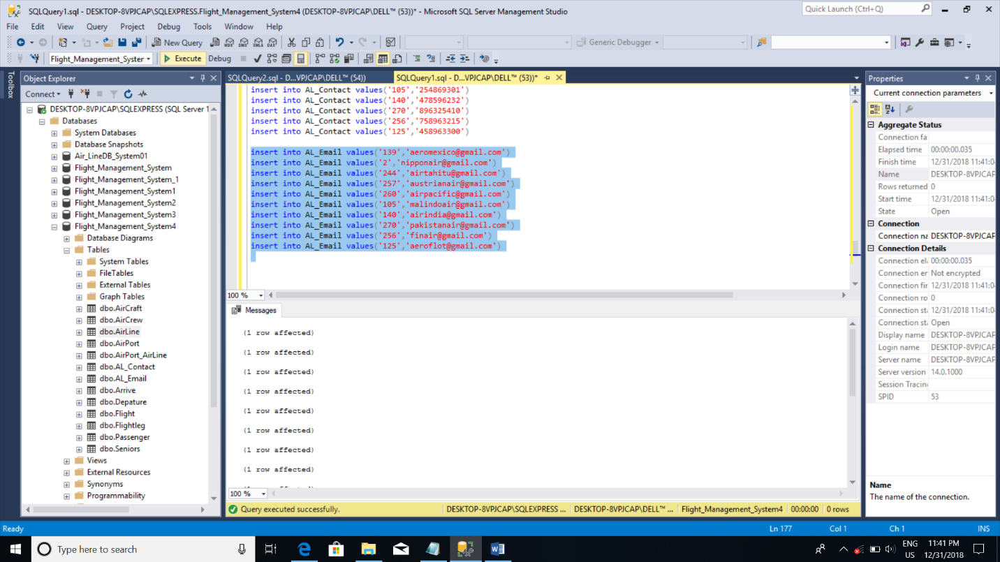 SQLQuery1.sql - DESKTOP-8VPJCAP\SQLEXPRESS.Flight_Management_System4 (DESKTOP-8VPJCAP\DELL™ (53))* - Microsoft SQL Server Management Studio
Quick Launch (Ctrl+Q)
File Edit View Query Project Debug Tools Window Help
New Query
Generic Debugger
Flight_Management_Syster
Execute Debug
Toolbox
Object Explorer
Connect
DESKTOP-8VPJCAP\SQLEXPRESS (SQL Server 1
Databases
System Databases
Database Snapshots
Air_LineDB_System01
Flight_Management_System
Flight_Management_System_1
Flight_Management_System1
Flight_Management_System2
Flight_Management_System3
Flight_Management_System4
Database Diagrams
Tables
System Tables
FileTables
External Tables
Graph Tables
dbo.AirCraft
dbo.AirCrew
dbo.AirLine
dbo.AirPort
dbo.AirPort_AirLine
dbo.AL_Contact
dbo.AL_Email
dbo.Arrive
dbo.Depature
dbo.Flight
dbo.Flightleg
dbo.Passenger
dbo.Seniors
Views
External Resources
Synonyms
Programmability
SQLQuery2.sql - D...VPJCAP\DELL™ (54))
SQLQuery1.sql - D...VPJCAP\DELL™ (53))*
insert into AL_Contact values('105','254869301')
insert into AL_Contact values('140','478596232')
insert into AL_Contact values('270','896325410')
insert into AL_Contact values('256','758963215')
insert into AL_Contact values('125','458963300')
insert into AL_Email values('139','aeromexico@gmail.com')
insert into AL_Email values('2','nipponair@gmail.com')
insert into AL_Email values('244','airtahitu@gmail.com')
insert into AL_Email values('257','austrianair@gmail.com')
insert into AL_Email values('260','airpacific@gmail.com')
insert into AL_Email values('105','malindoair@gmail.com')
insert into AL_Email values('140','airindia@gmail.com')
insert into AL_Email values('270','pakistanair@gmail.com')
insert into AL_Email values('256','finair@gmail.com')
insert into AL_Email values('125','aeroflot@gmail.com')
100 %
Messages
(1 row affected)
(1 row affected)
(1 row affected)
(1 row affected)
(1 row affected)
(1 row affected)
(1 row affected)
(1 row affected)
100 %
Query executed successfully. DESKTOP-8VPJCAP\SQLEXPRESS ... DESKTOP-8VPJCAP\DELL™ ... Flight_Management_System4 00:00:00 0 rows
Properties
Current connection parameters
Aggregate Status
Connection fa
Elapsed time 00:00:00.035
Finish time 12/31/2018 11:41:0
Name DESKTOP-8VPJCAP
Rows returned 0
Start time 12/31/2018 11:41:0
State Open
Connection
Connection na DESKTOP-8VPJCAP
Connection Details
Connection el 00:00:00.035
Connection er Not encrypted
Connection fir 12/31/2018 11:41:0
Connection ro 0
Connection st 12/31/2018 11:41:0
Connection st Open
Display name DESKTOP-8VPJCAP
Login name DESKTOP-8VPJCAP
Server name DESKTOP-8VPJCAP
Server version 14.0.1000
Session Tracin
SPID 53
Name
The name of the connection.
Ready Ln 177 Col 1 Ch 1 INS
Type here to search
ENG
US
11:41 PM
12/31/2018